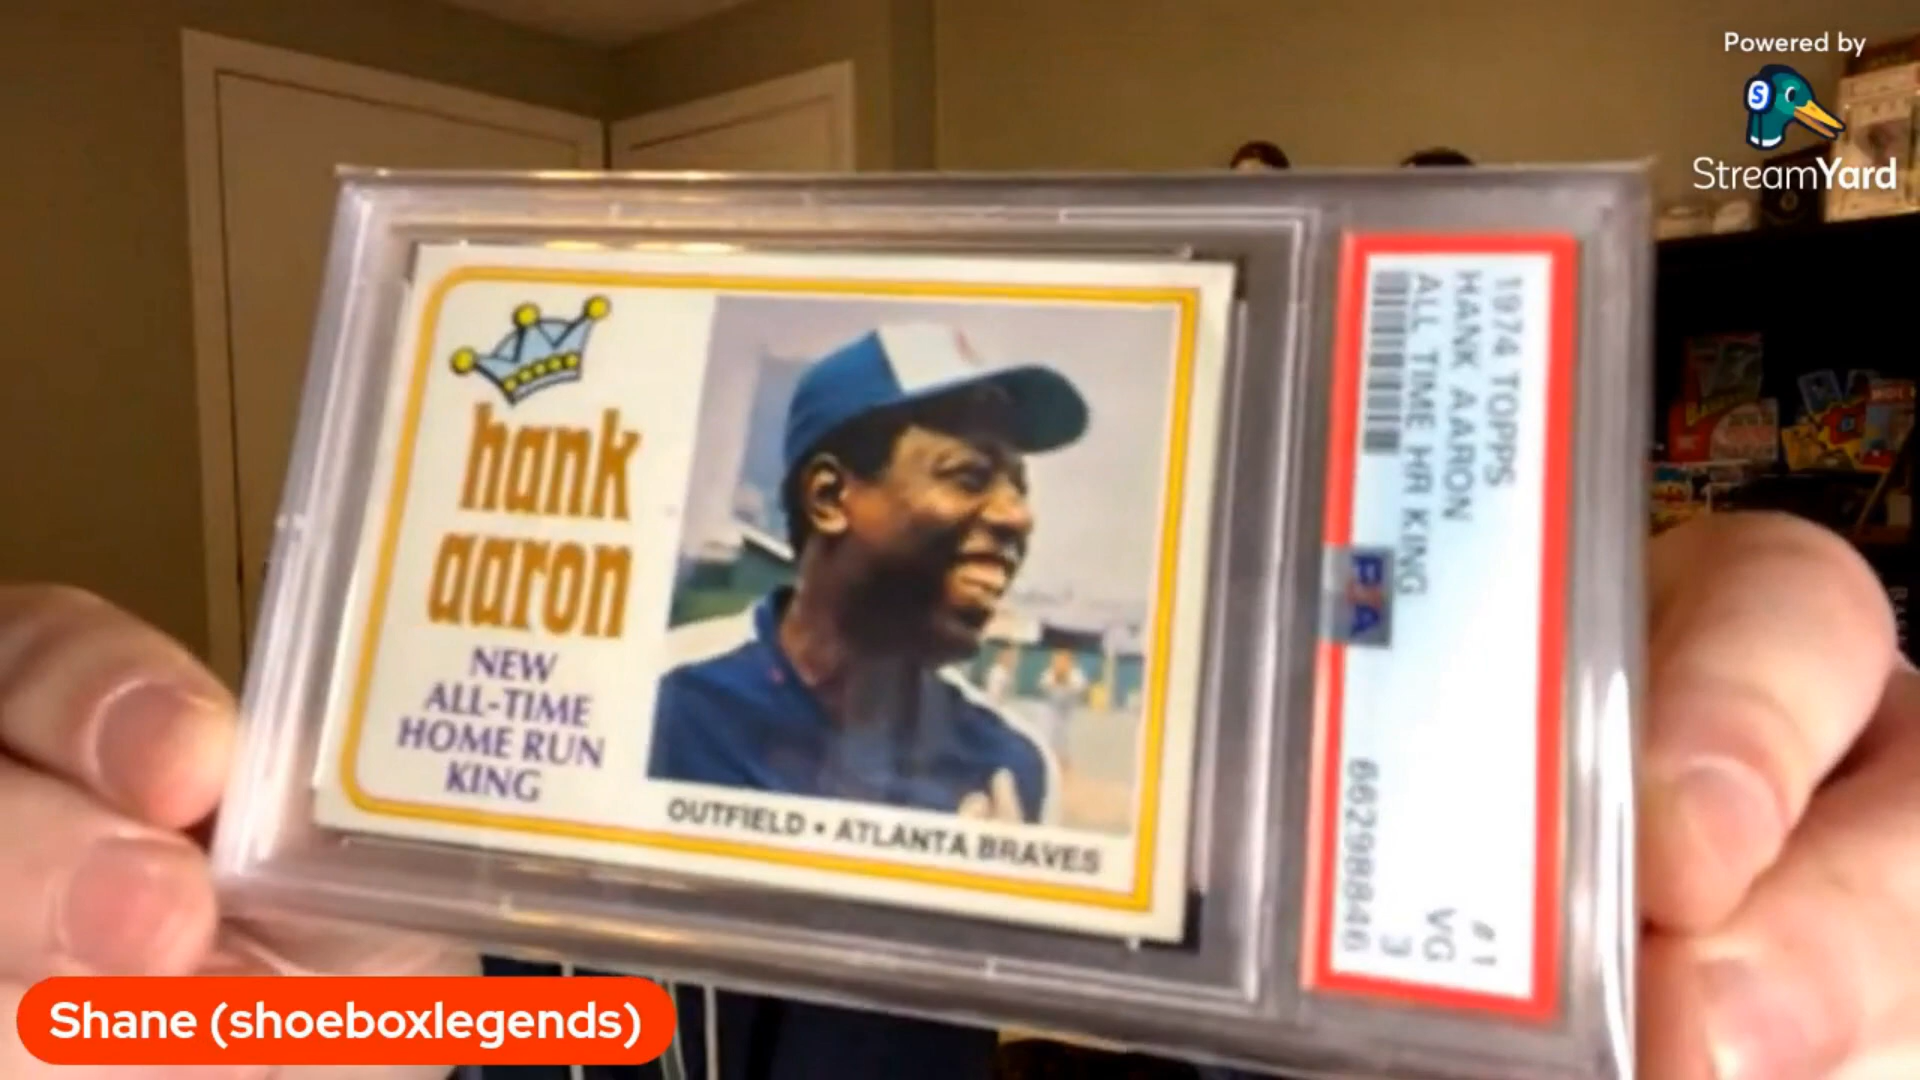 Powered by
StreamYard
hank
aaron
NEW
ALL-TIME
HOME RUN
KING
OUTFIELD • ATLANTA BRAVES
1974 TOPPS
HANK AARON
ALL TIME HR KING
#1
VG
3
PSA
66298846
Shane (shoeboxlegends)